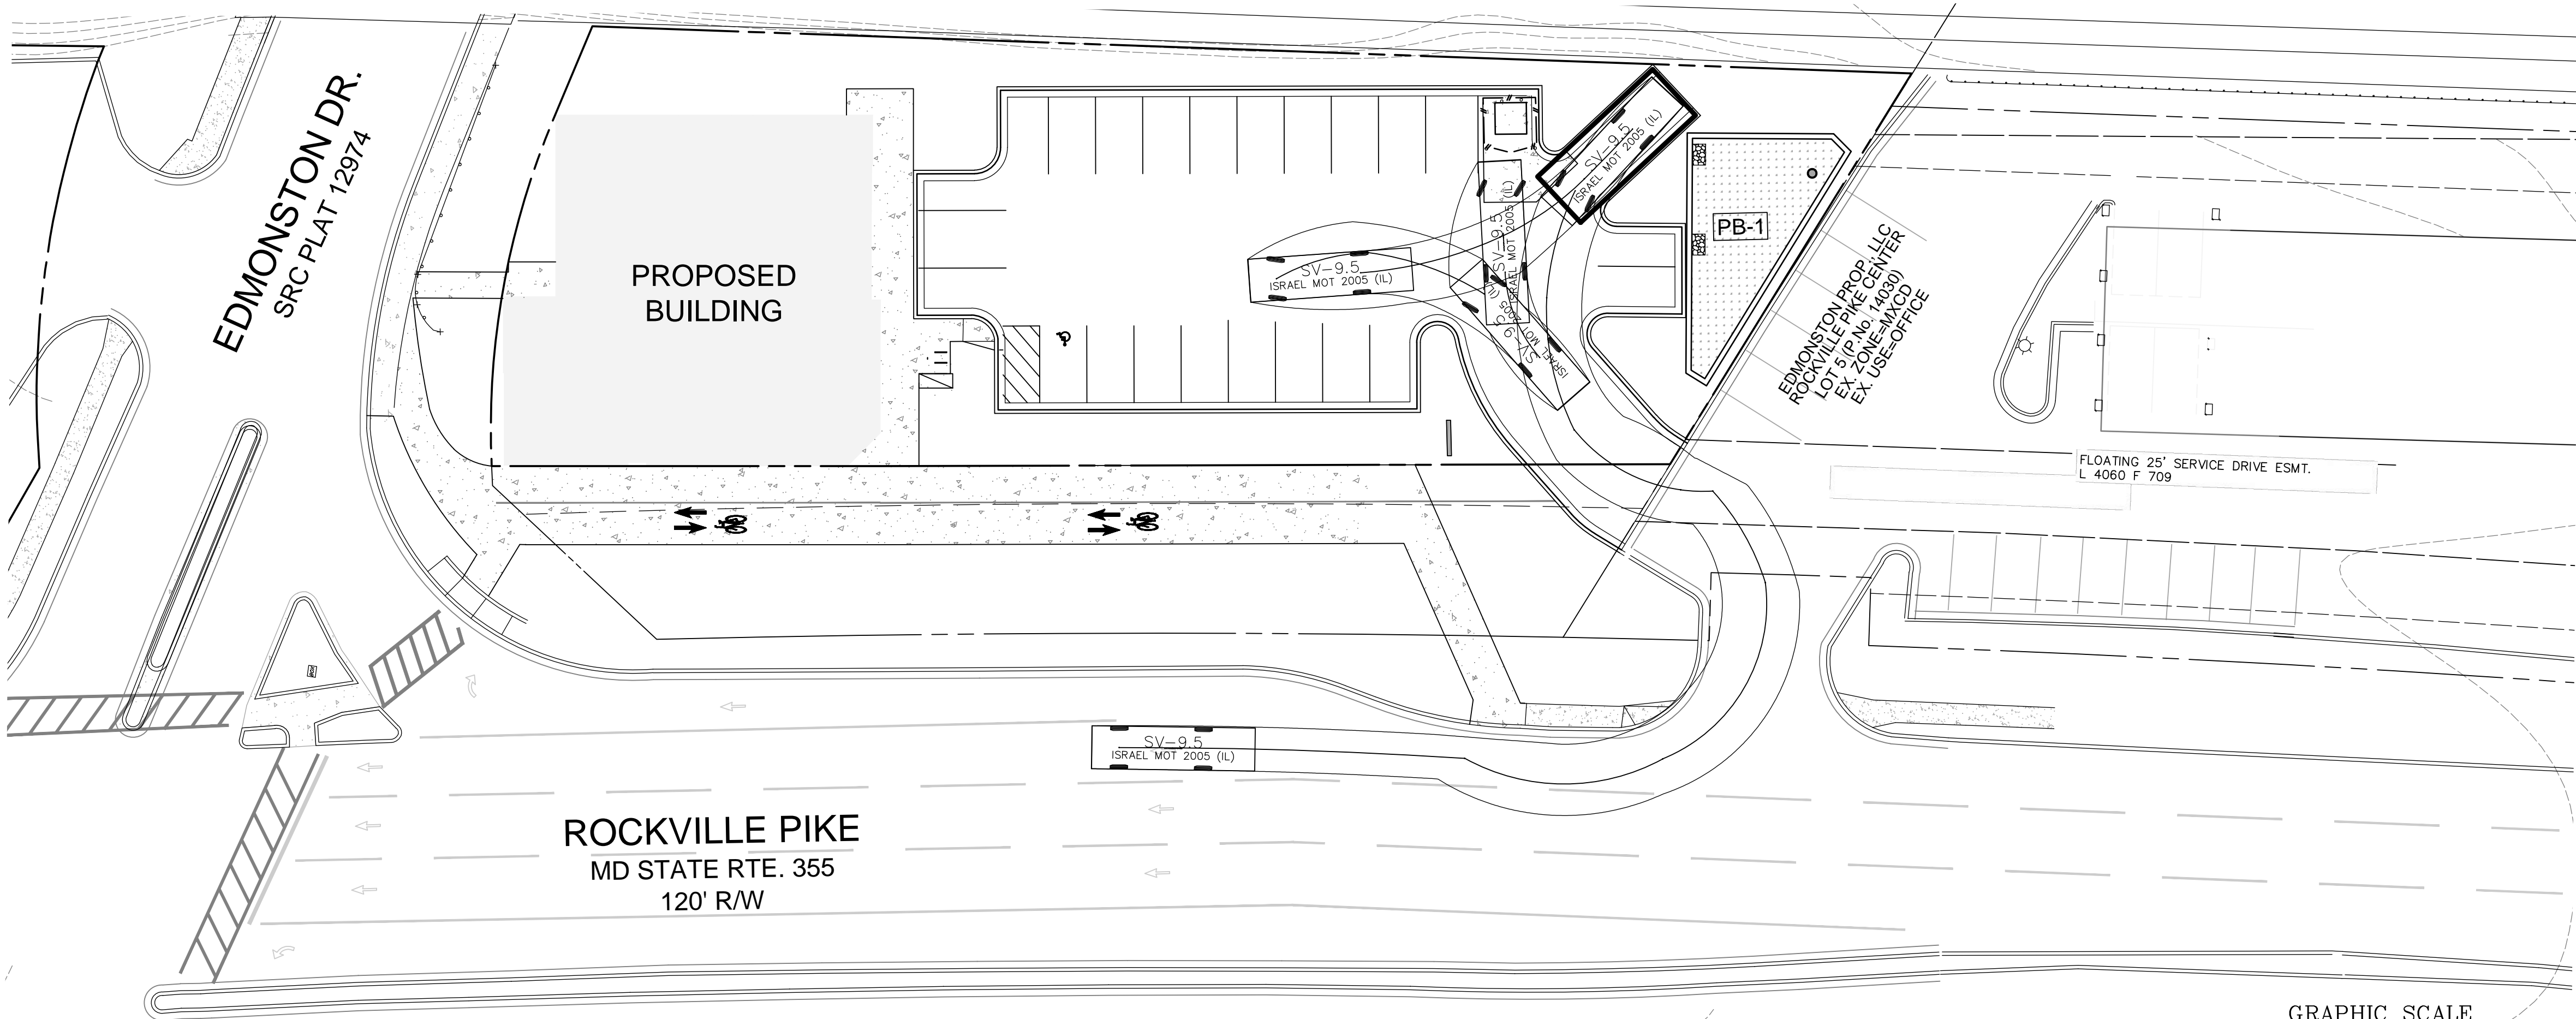 EDMONSTON DR.
SRC PLAT 12974
PROPOSED
BUILDING
SV-9.5
ISRAEL MOT 2005 (IL)
SV-9.5
ISRAEL MOT 2005 (IL)
SV-9.5
ISRAEL MOT 2005 (IL)
SV-9.5
ISRAEL MOT 2005 (IL)
PB-1
EDMONSTON PROP., LLC
ROCKVILLE PIKE CENTER
LOT 5 (P.No. 14030)
EX. ZONE=MXCD
EX. USE=OFFICE
FLOATING 25' SERVICE DRIVE ESMT.
L 4060 F 709
SV-9.5
ISRAEL MOT 2005 (IL)
ROCKVILLE PIKE
MD STATE RTE. 355
120' R/W
GRAPHIC SCALE